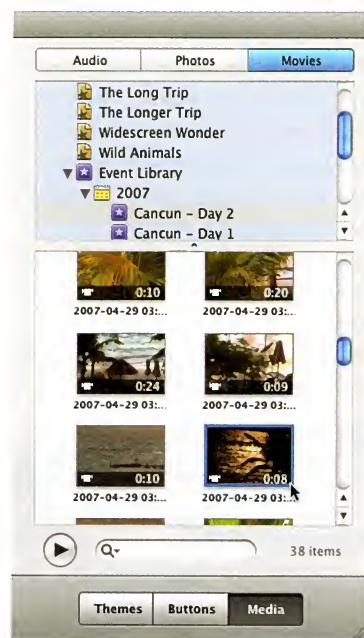 Audio Photos Movies
The Long Trip
The Longer Trip
Widescreen Wonder
Wild Animals
Event Library
2007
Cancun – Day 2
Cancun – Day 1
0:10 0:20
2007-04-29 03:... 2007-04-29 03:...
0:24 0:09
2007-04-29 03:... 2007-04-29 03:...
0:10 0:08
2007-04-29 03:... 2007-04-29 03:...
38 items
Themes Buttons Media